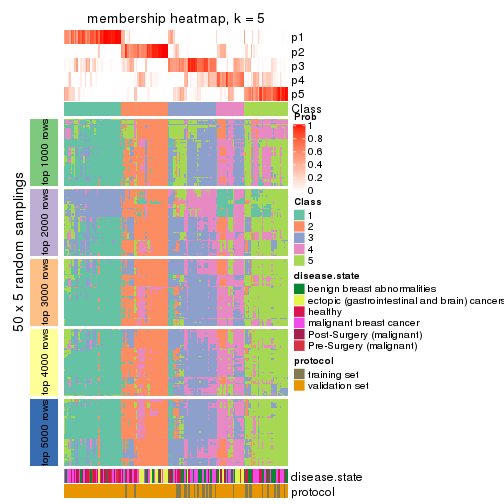 membership heatmap, k = 5
p1
p2
p3
p4
p5
Class
50 x 5 random samplings
top 1000 rows
top 2000 rows
top 3000 rows
top 4000 rows
top 5000 rows
Prob
1
0.8
0.6
0.4
0.2
0
Class
1
2
3
4
5
disease.state
benign breast abnormalities
ectopic (gastrointestinal and brain) cancers
healthy
malignant breast cancer
Post-Surgery (malignant)
Pre-Surgery (malignant)
protocol
training set
validation set
disease.state
protocol